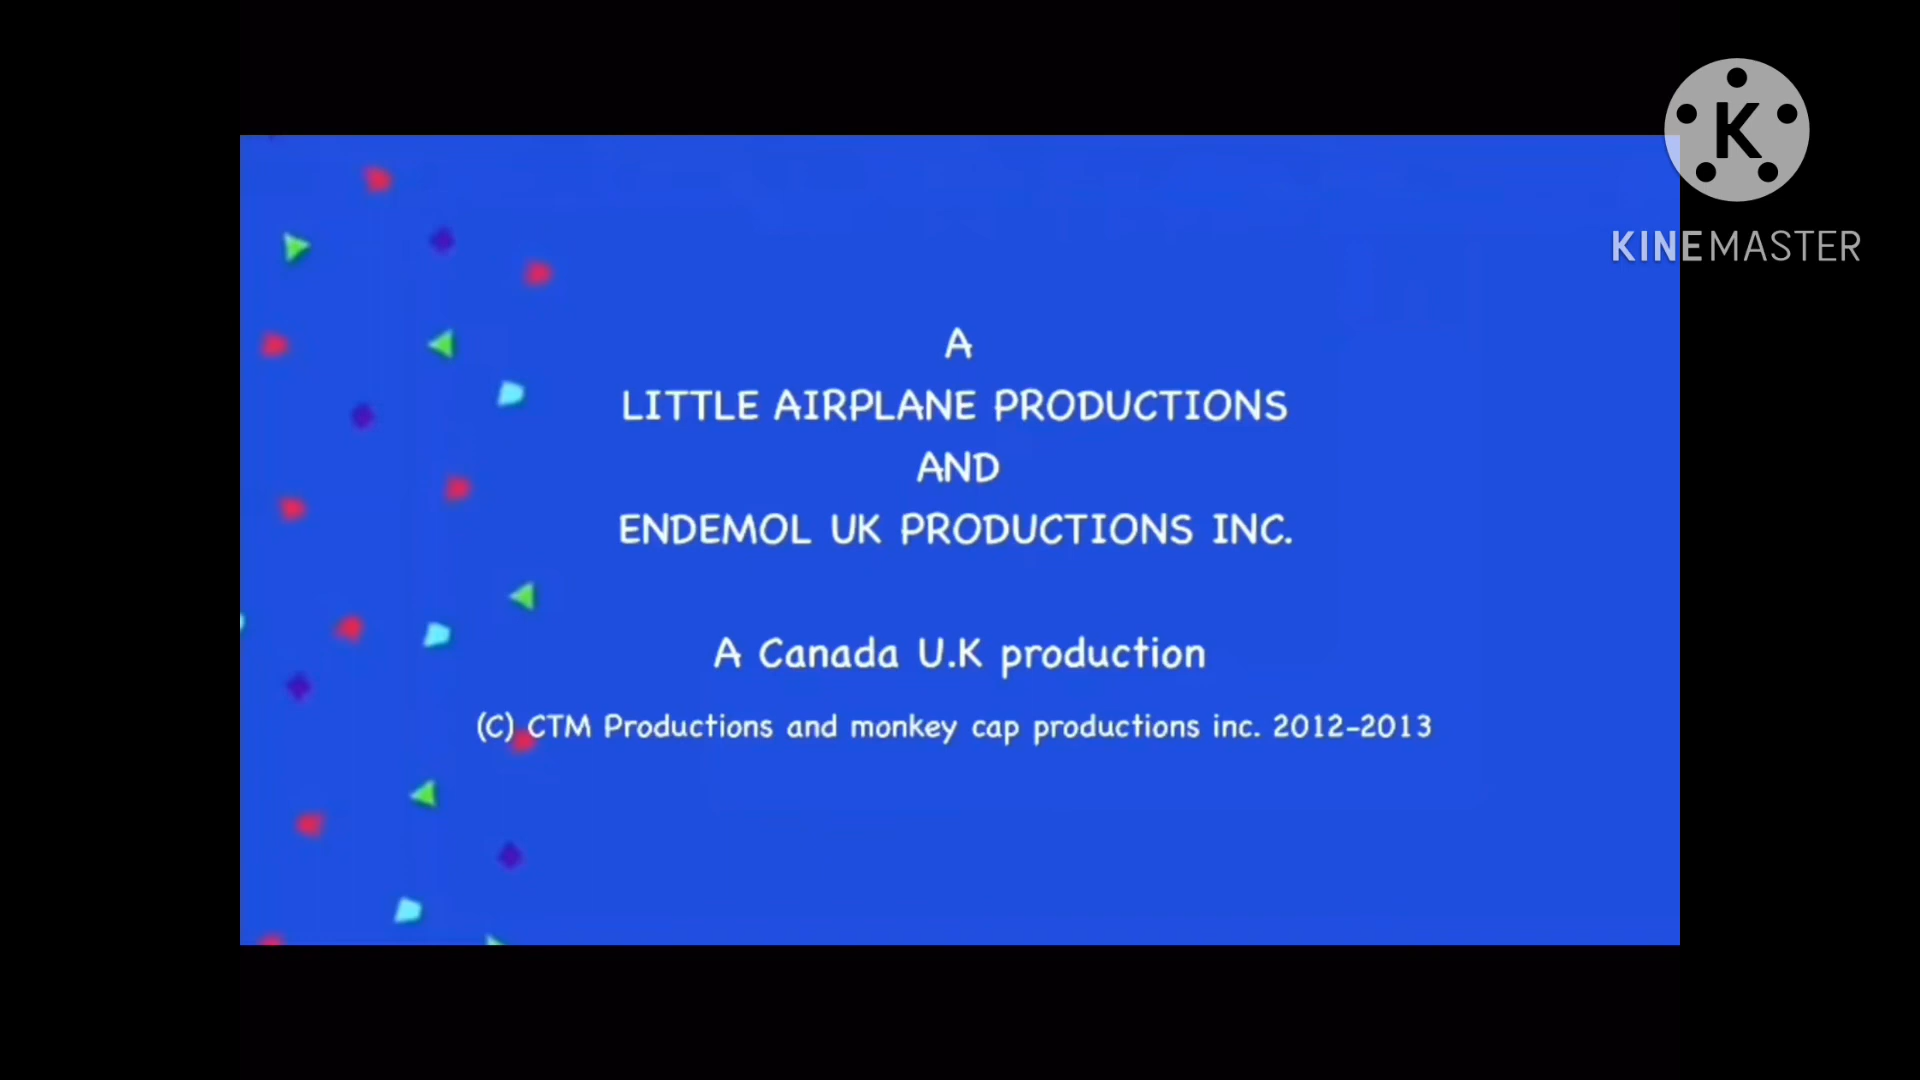 K
KINEMASTER
A
LITTLE AIRPLANE PRODUCTIONS
AND
ENDEMOL UK PRODUCTIONS INC.
A Canada U.K production
(C) CTM Productions and monkey cap productions inc. 2012-2013